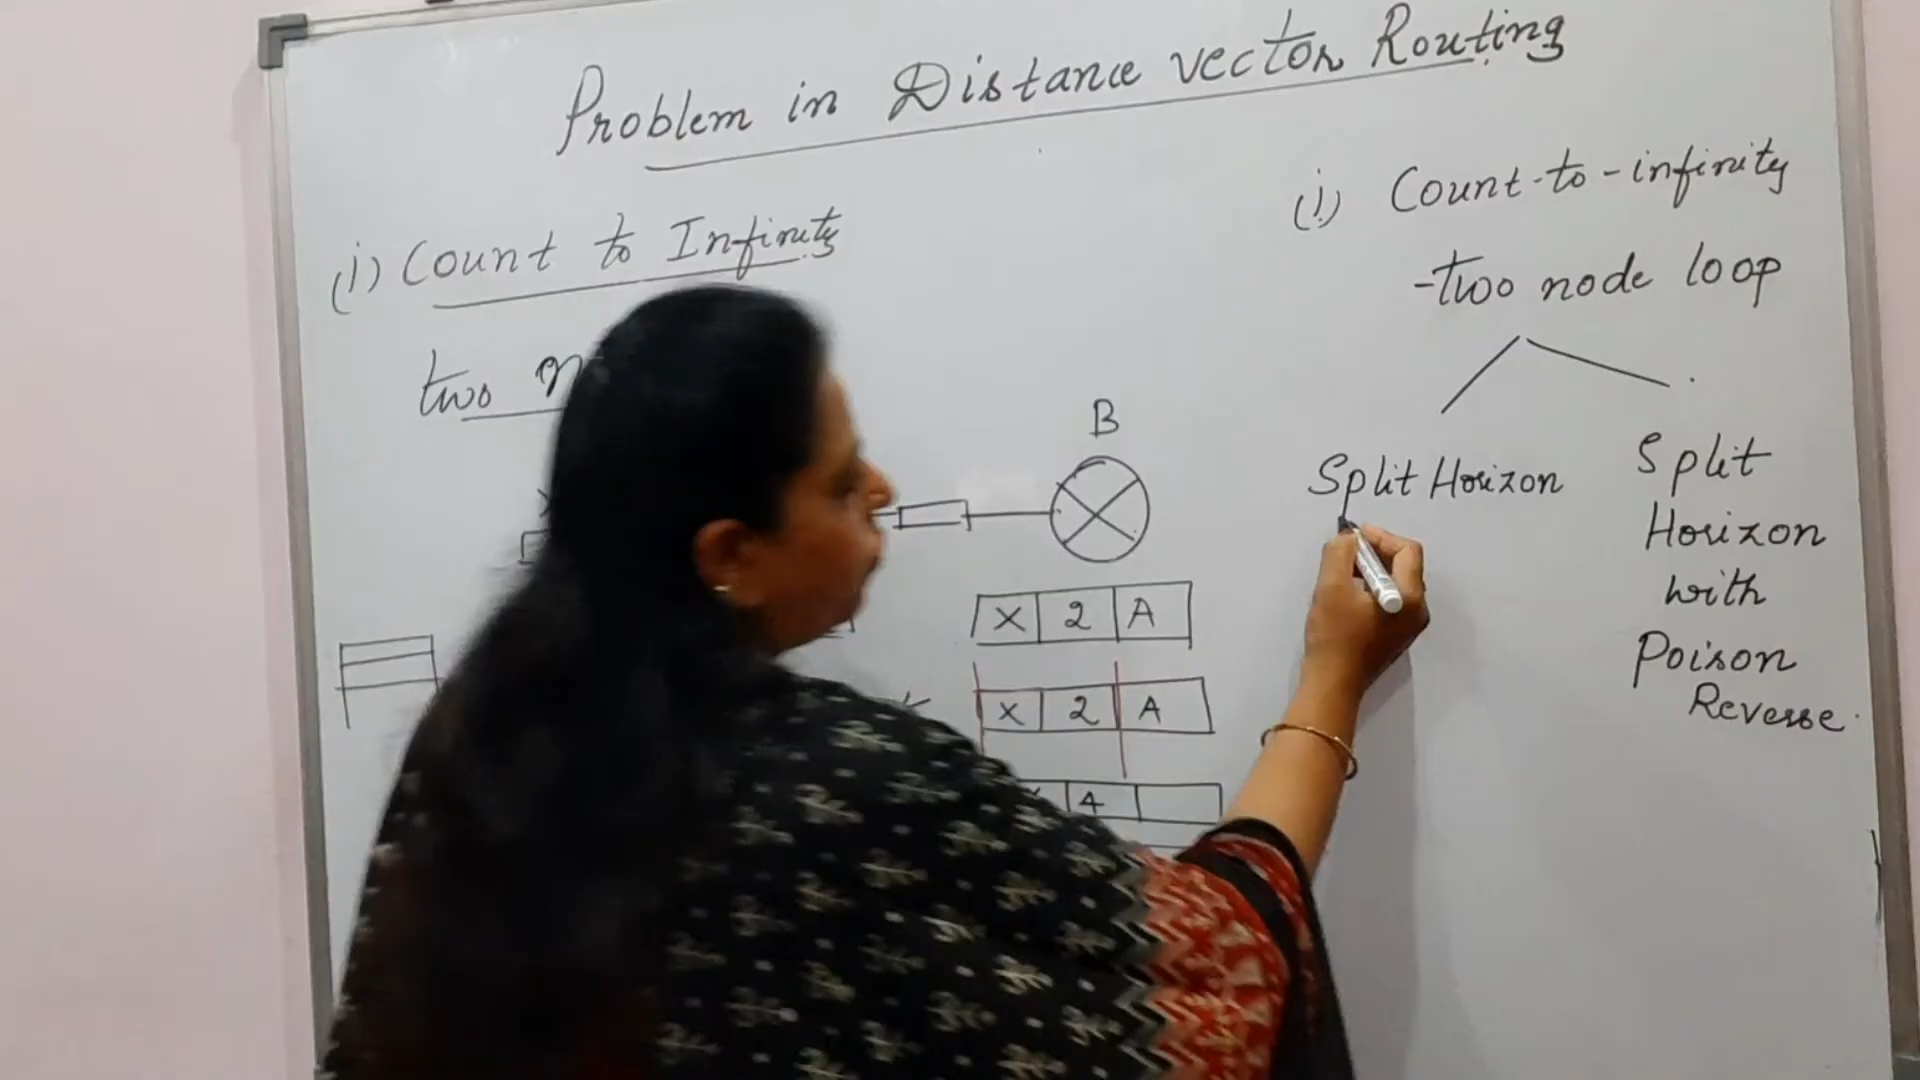 Problem in Distance vector Routing
(i) Count to Infinity
two
B
X 2 A
X 2 A
4
(i) Count-to-infinity
-two node loop
Split Horizon
Split
Horizon
with
Poison
Reverse.